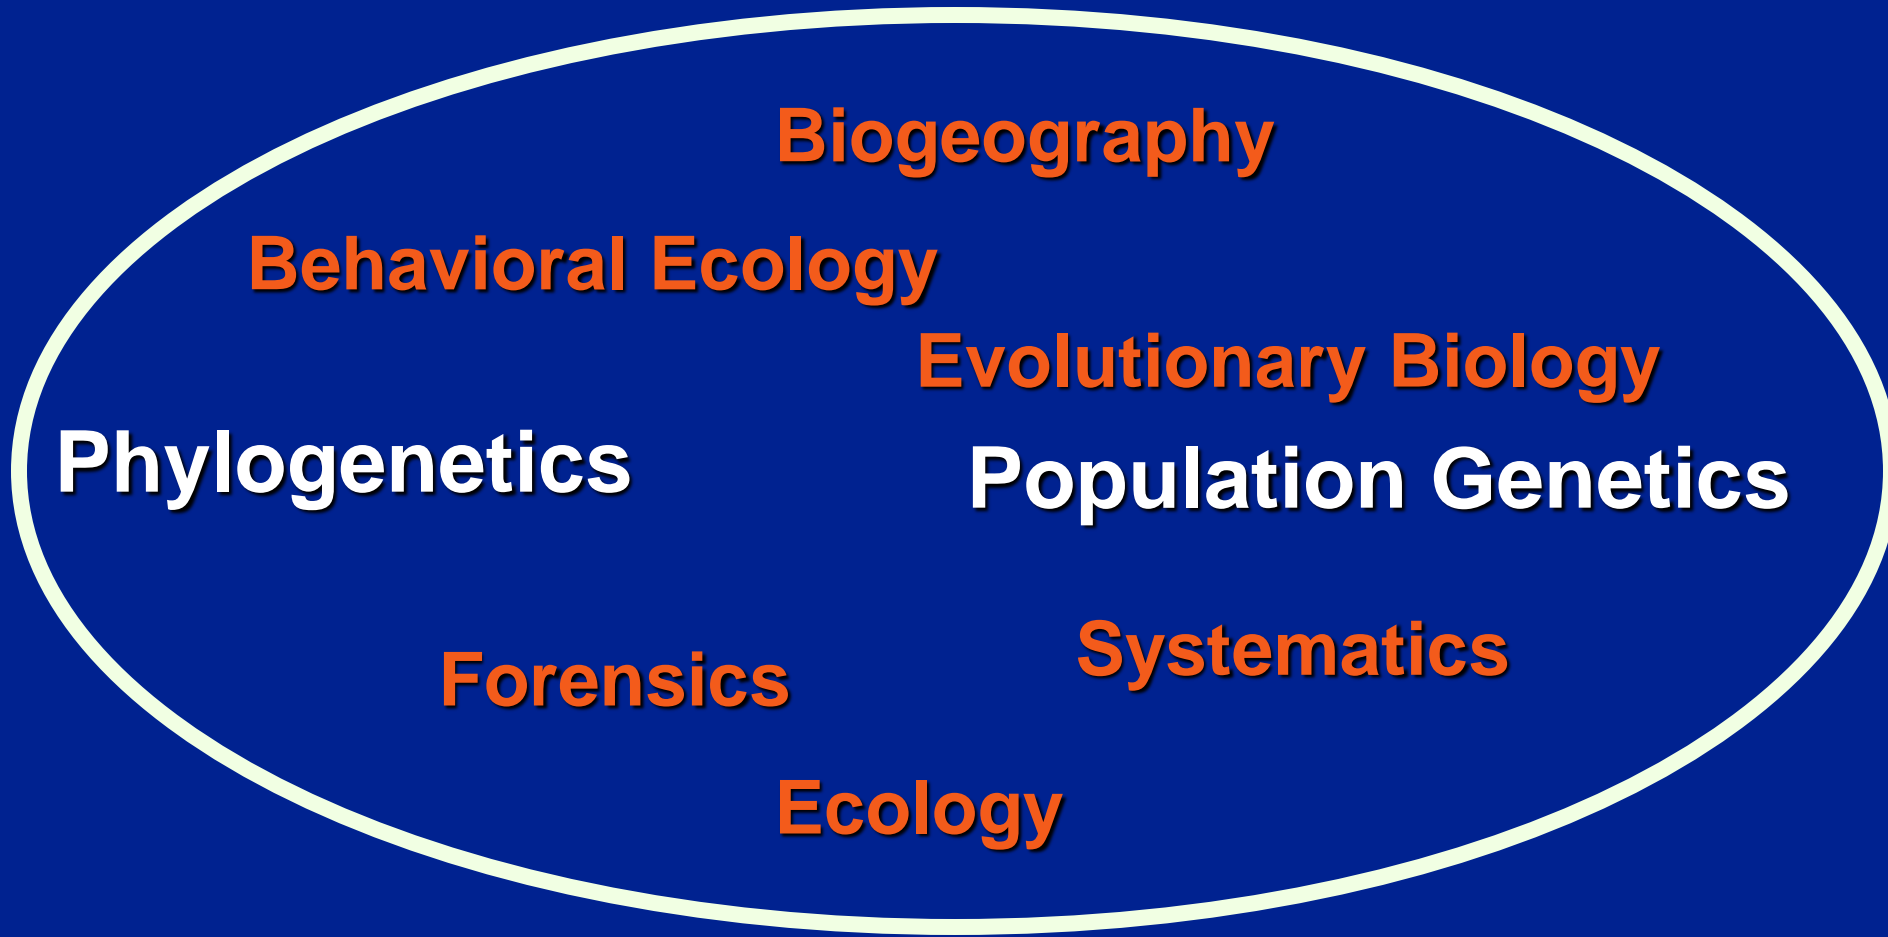 Biogeography
Behavioral Ecology
Evolutionary Biology
Phylogenetics
Population Genetics
Systematics
Forensics
Ecology